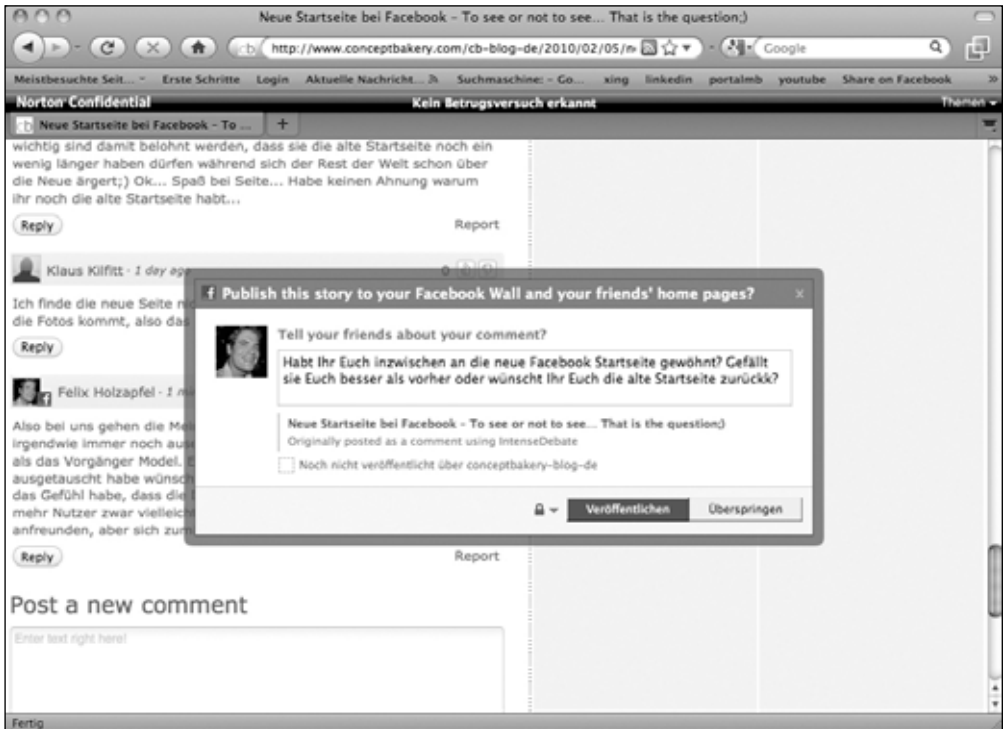 Neue Startseite bei Facebook – To see or not to see... That is the question;)
http://www.conceptbakery.com/cb-blog-de/2010/02/05/n
Google
Meistbesuchte Seit... Erste Schritte Login Aktuelle Nachricht... Suchmaschine: – Go... xing linkedin portalmb youtube Share on Facebook »
Norton Confidential Kein Betrugsversuch erkannt Themen
cb Neue Startseite bei Facebook – To ... +
wichtig sind damit belohnt werden, dass sie die alte Startseite noch ein
wenig länger haben dürfen während sich der Rest der Welt schon über
die Neue ärgert;) Ok... Spaß bei Seite... Habe keinen Ahnung warum
ihr noch die alte Startseite habt...
Reply Report
Klaus Kilfitt · 1 day ago 0
Ich finde die neue Seite
die Fotos kommt, also das
Reply
Felix Holzapfel · 1
Also bei uns gehen die
irgendwie immer noch
als das Vorgänger Model.
ausgetauscht habe
das Gefühl habe, dass die
mehr Nutzer zwar
anfreunden, aber sich
Reply Report
f Publish this story to your Facebook Wall and your friends' home pages? x
Tell your friends about your comment?
Habt Ihr Euch inzwischen an die neue Facebook Startseite gewöhnt? Gefällt
sie Euch besser als vorher oder wünscht Ihr Euch die alte Startseite zurückk?
Neue Startseite bei Facebook – To see or not to see... That is the question;)
Originally posted as a comment using IntenseDebate
Noch nicht veröffentlicht über conceptbakery-blog-de
Veröffentlichen Überspringen
Post a new comment
Enter text right here!
Fertig